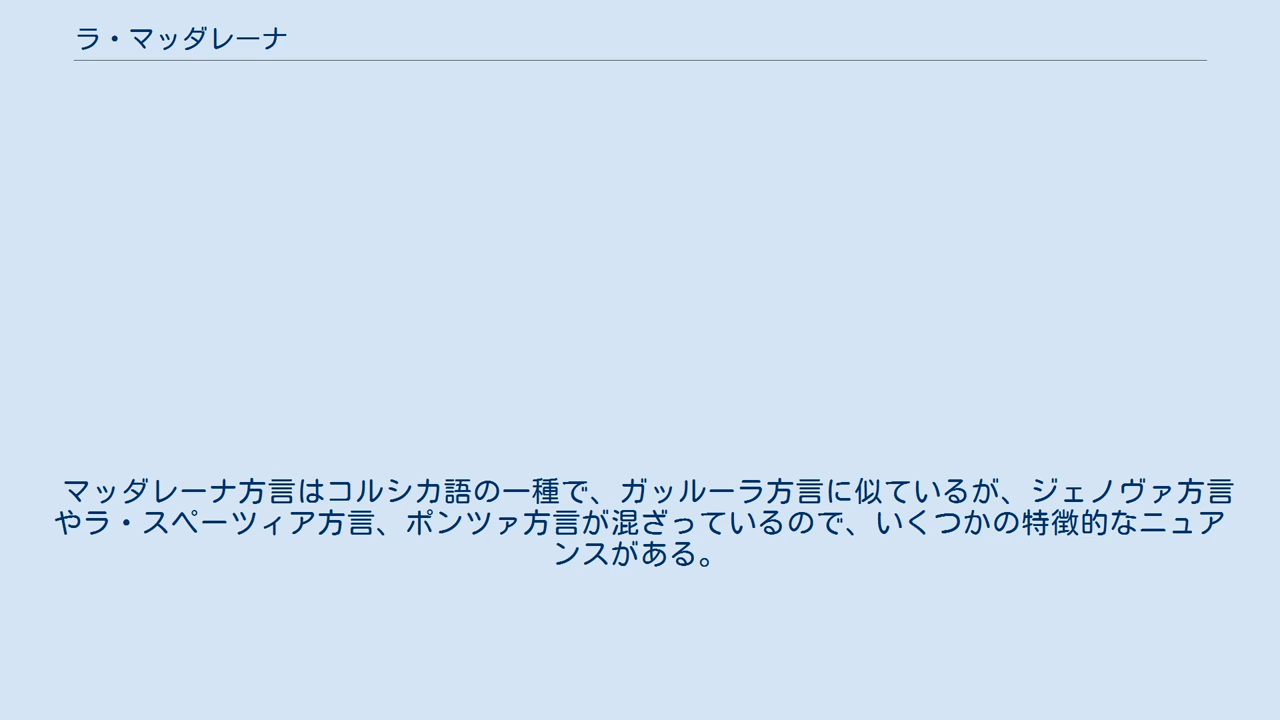 ラ・マッダレーナ
マッダレーナ方言はコルシカ語の一種で、ガッルーラ方言に似ているが、ジェノヴァ方言
やラ・スペーツィア方言、ポンツァ方言が混ざっているので、いくつかの特徴的なニュア
ンスがある。